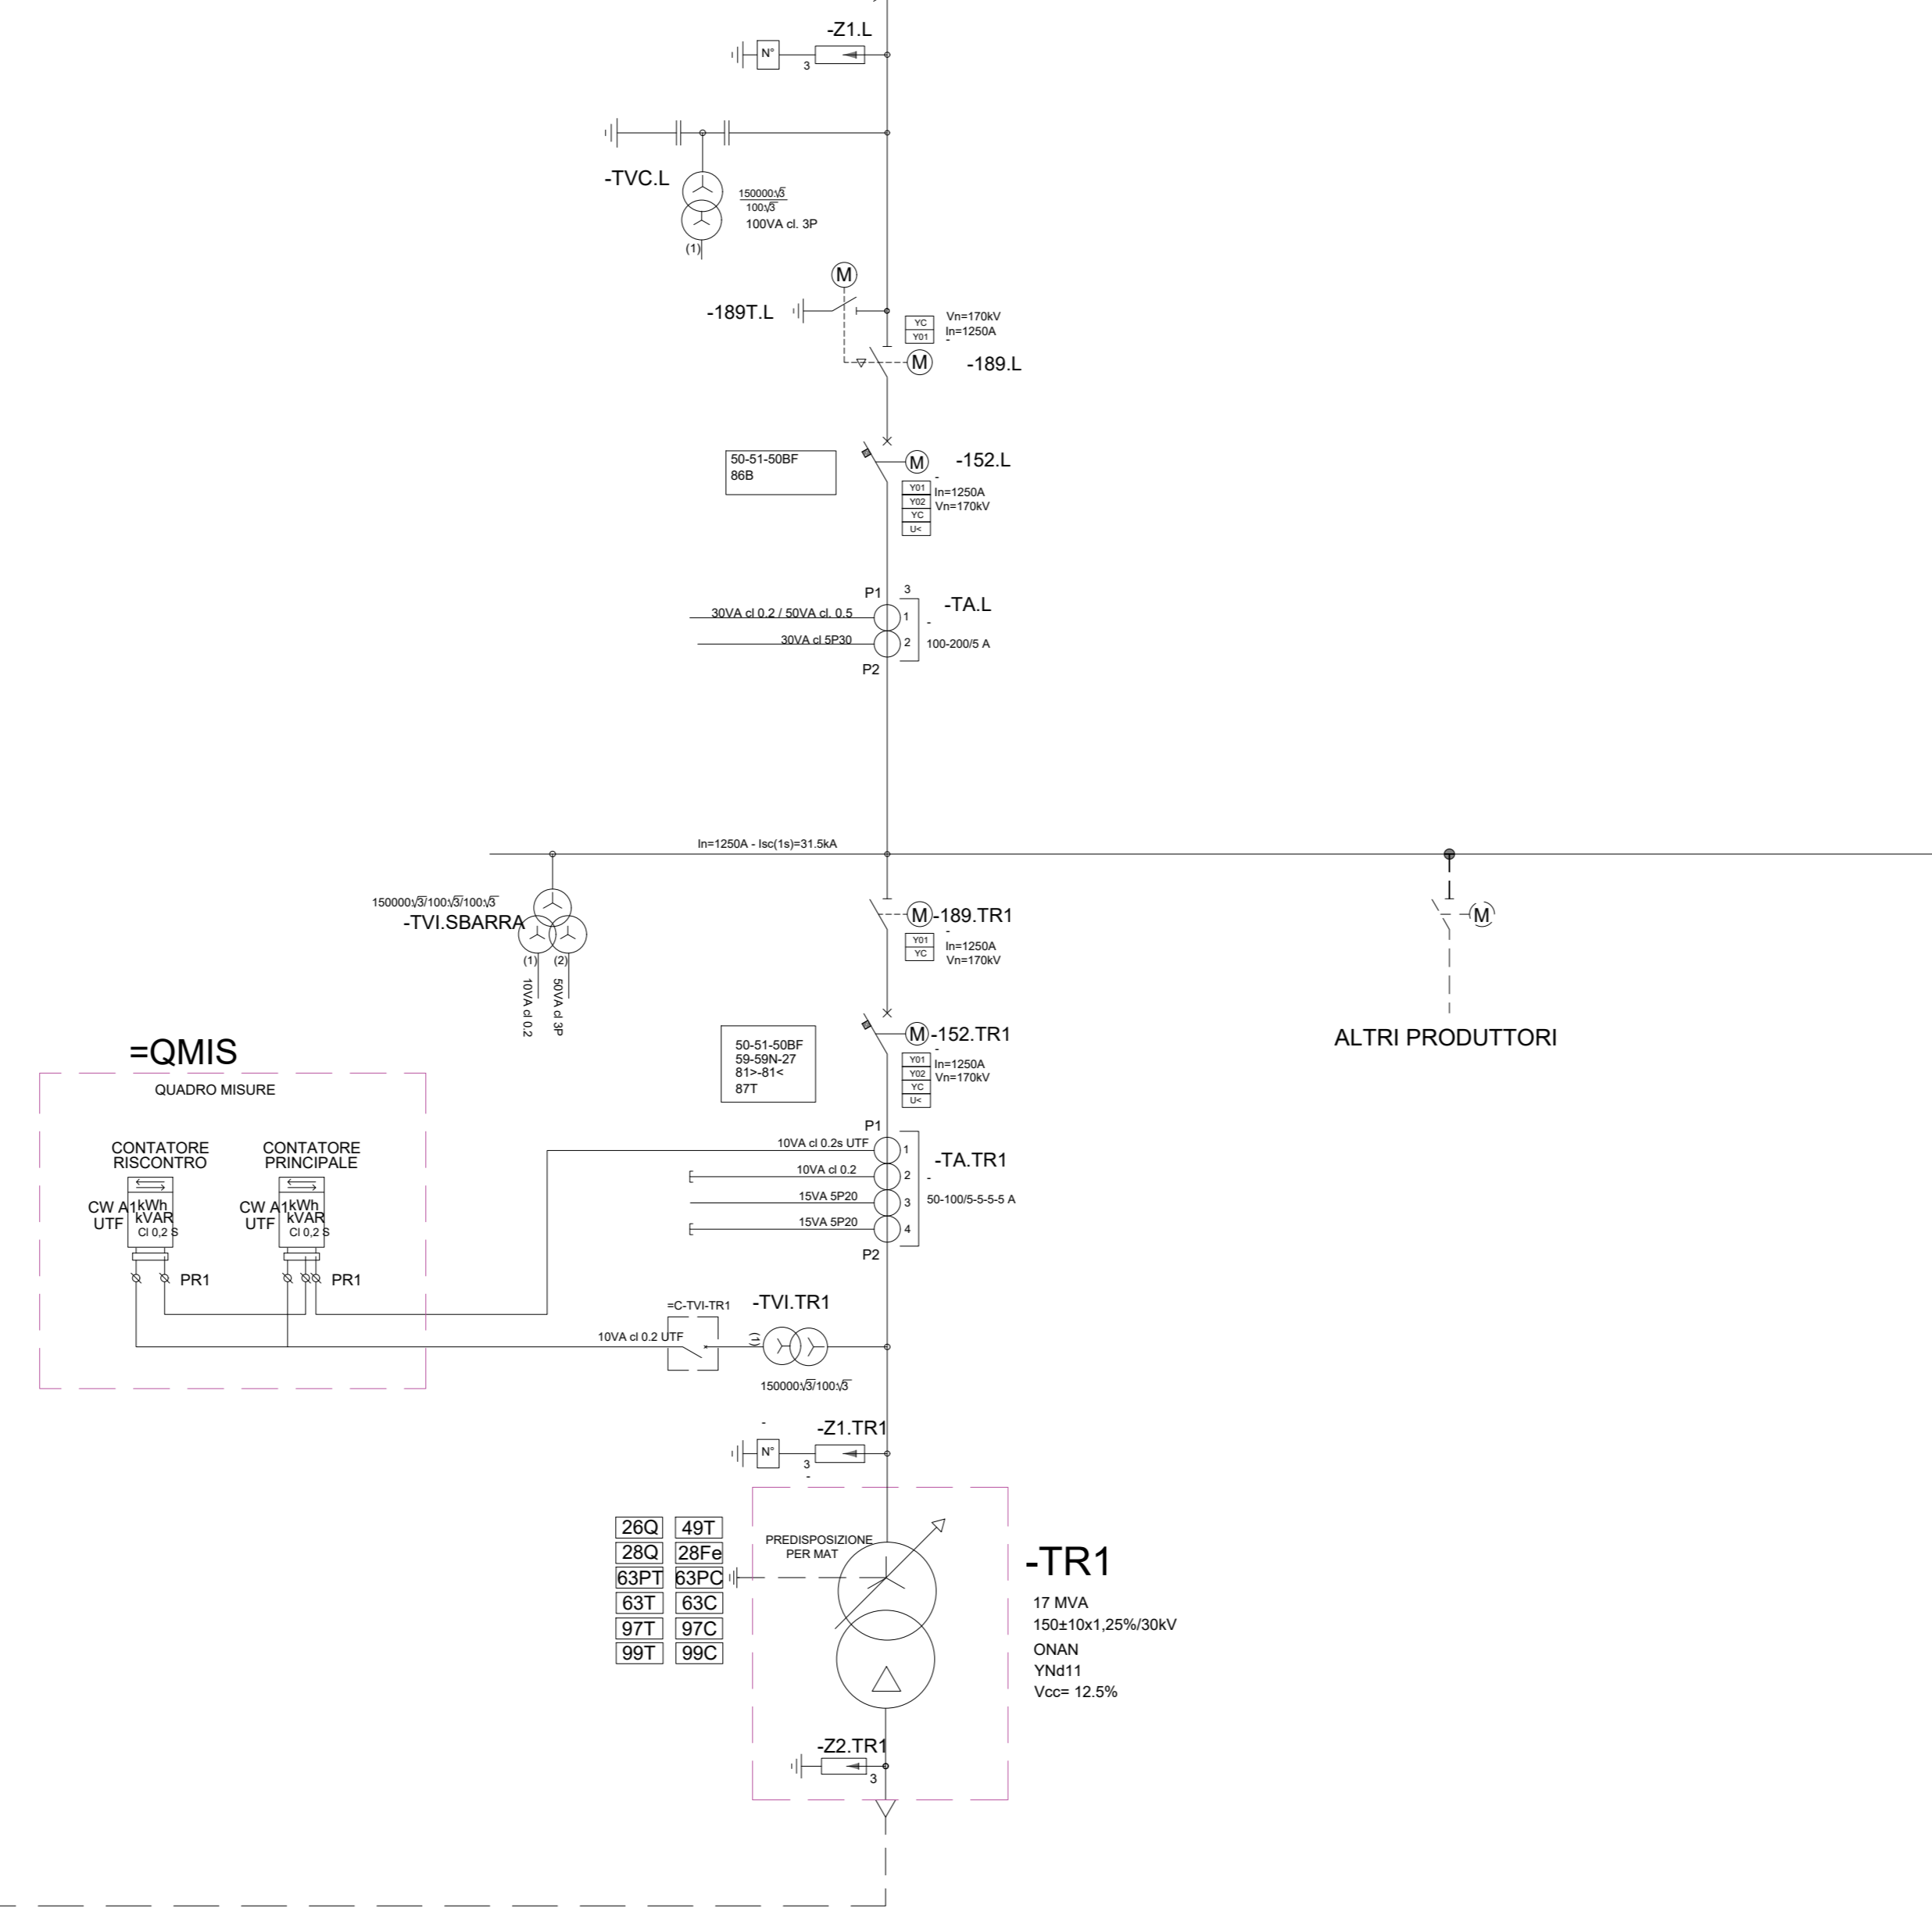 -Z1.L
N°
3
-TVC.L
150000:√3
100:√3
100VA cl. 3P
(1)
M
-189T.L
YC
Y01
Vn=170kV
In=1250A
-
M
-189.L
50-51-50BF
86B
M
-152.L
-
Y01
Y02
YC
U<
In=1250A
Vn=170kV
P1
3
-TA.L
30VA cl 0.2 / 50VA cl. 0.5
1
-
30VA cl 5P30
2
100-200/5 A
P2
In=1250A - Isc(1s)=31.5kA
150000:√3/100:√3/100:√3
-TVI.SBARRA
(1)
(2)
10VA cl 0.2
50VA cl 3P
M
-189.TR1
-
Y01
YC
In=1250A
Vn=170kV
M
ALTRI PRODUTTORI
50-51-50BF
59-59N-27
81>-81<
87T
M
-152.TR1
-
Y01
Y02
YC
U<
In=1250A
Vn=170kV
=QMIS
QUADRO MISURE
CONTATORE
RISCONTRO
CONTATORE
PRINCIPALE
CW A1
UTF
kWh
kVAR
Cl 0,2 S
CW A1
UTF
kWh
kVAR
Cl 0,2 S
PR1
PR1
P1
10VA cl 0.2s UTF
1
-TA.TR1
10VA cl 0.2
2
-
15VA 5P20
3
50-100/5-5-5-5 A
15VA 5P20
4
P2
=C-TVI-TR1
-TVI.TR1
10VA cl 0.2 UTF
(1)
150000:√3/100:√3
-
-Z1.TR1
N°
3
-
26Q
49T
28Q
28Fe
63PT
63PC
63T
63C
97T
97C
99T
99C
PREDISPOSIZIONE
PER MAT
-TR1
17 MVA
150±10x1,25%/30kV
ONAN
YNd11
Vcc= 12.5%
-Z2.TR1
3